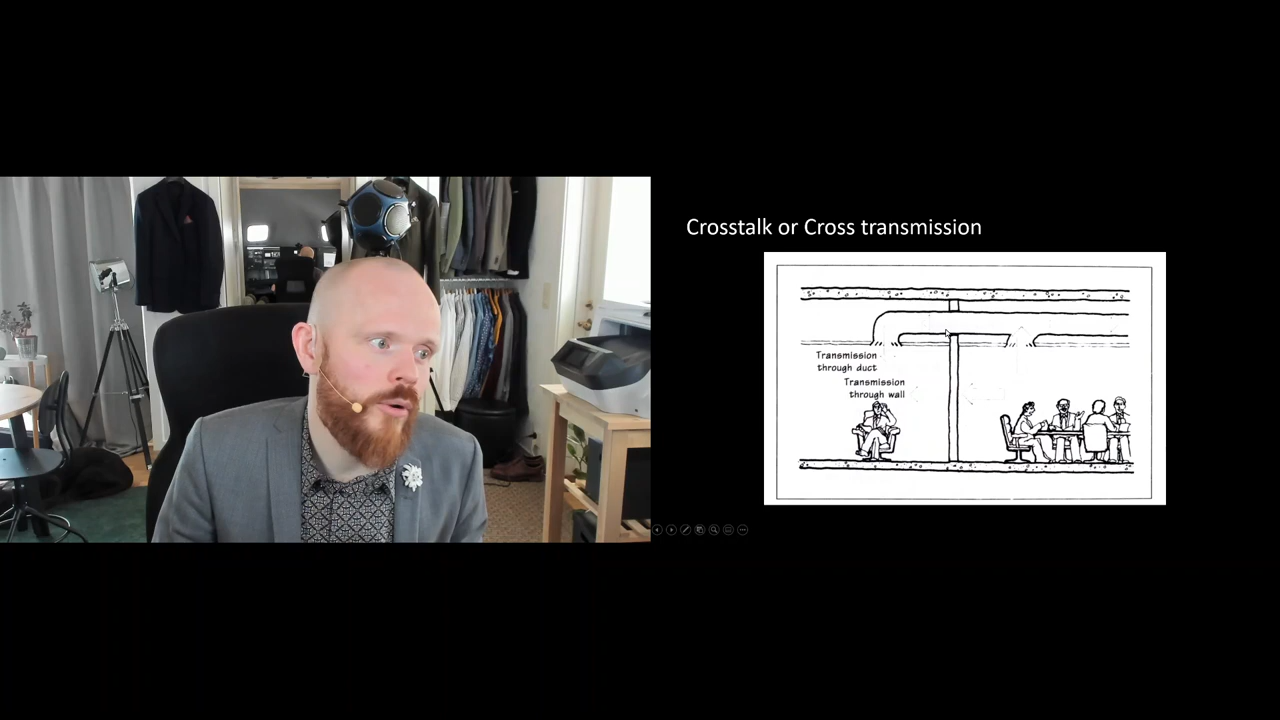 Crosstalk or Cross transmission
Transmission
through duct
Transmission
through wall